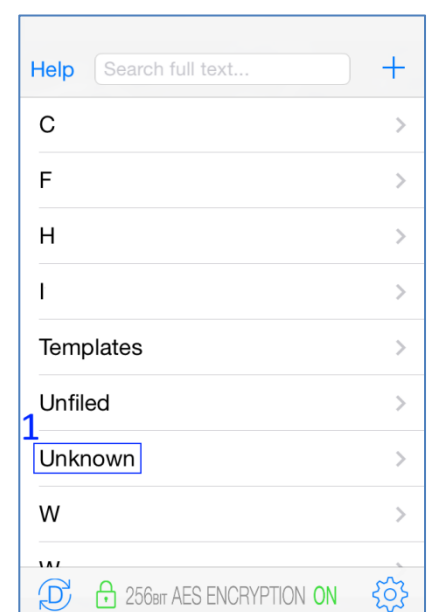 Help Search full text... +
C
F
H
I
Templates
Unfiled
1
Unknown
W
W
D 256BIT AES ENCRYPTION ON